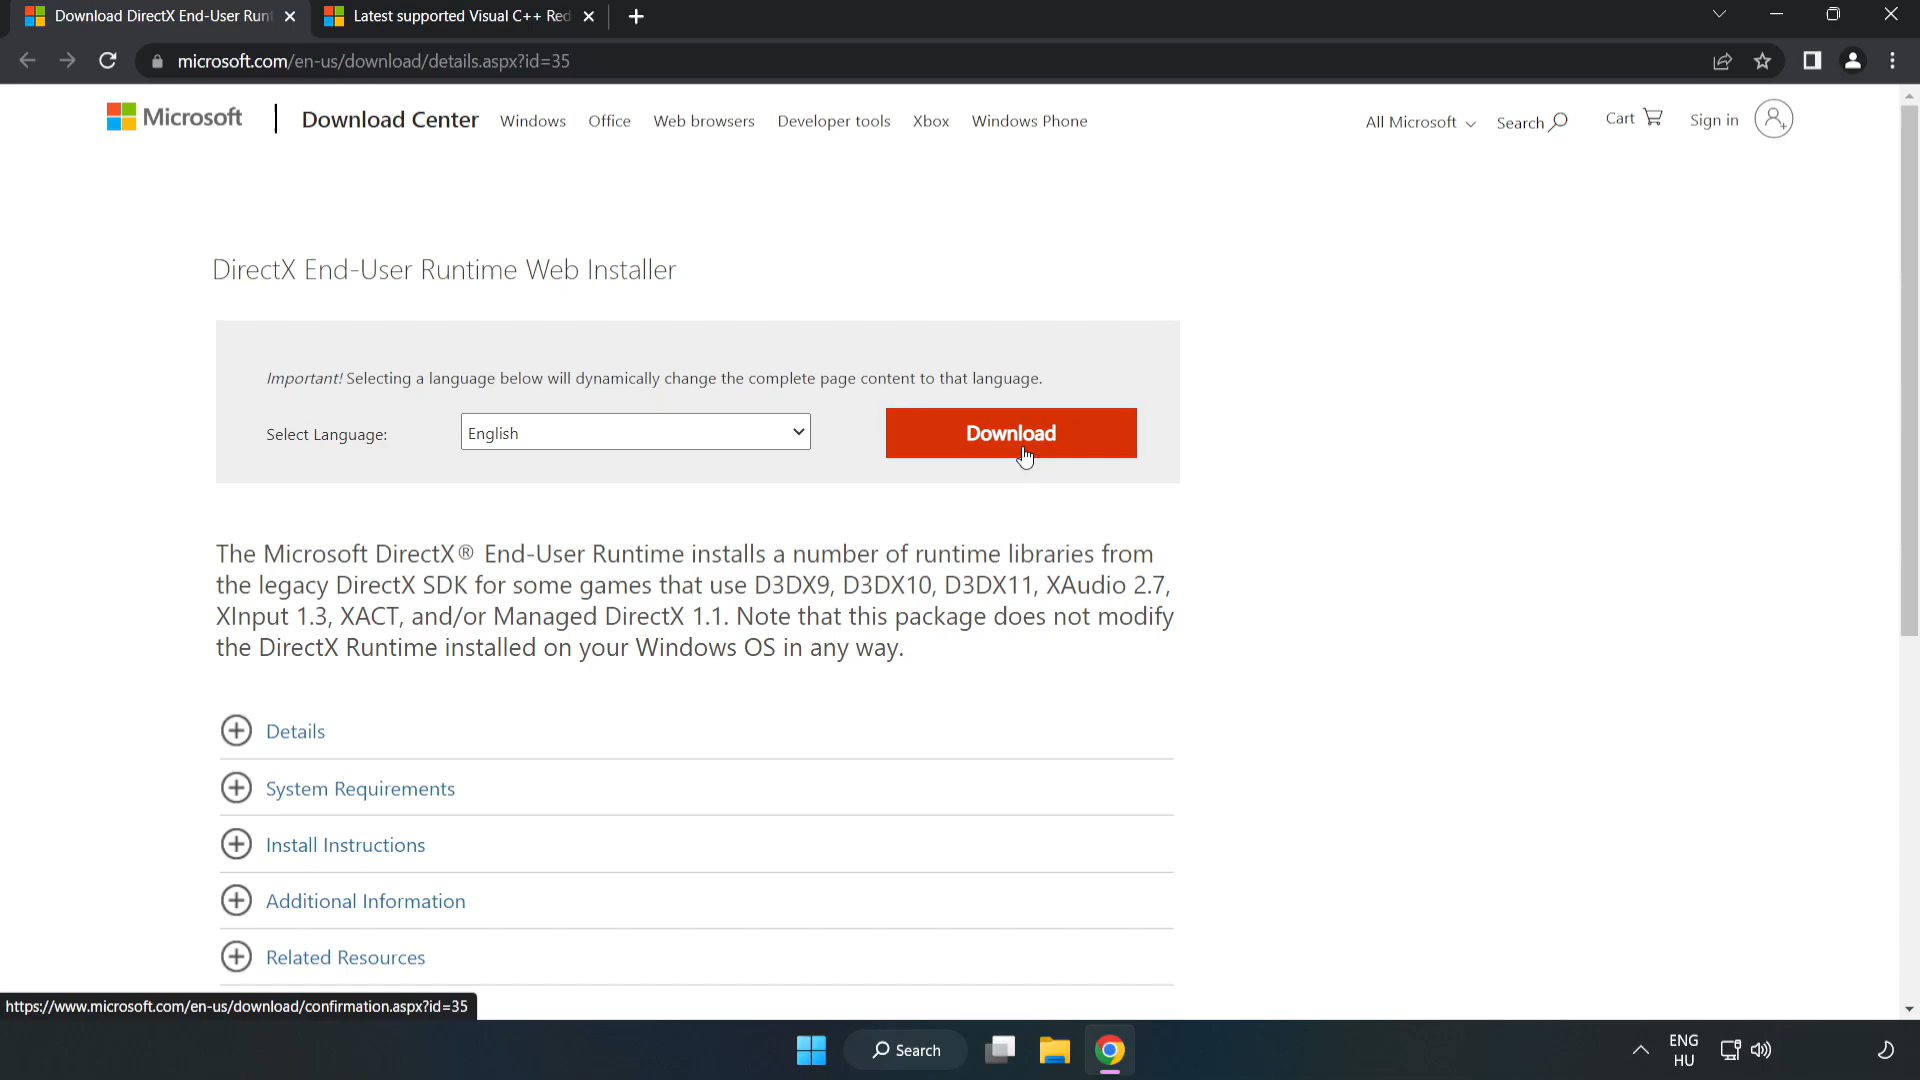 Download DirectX End-User Runt
Latest supported Visual C++ Red
microsoft.com/en-us/download/details.aspx?id=35
Microsoft
Download Center
Windows
Office
Web browsers
Developer tools
Xbox
Windows Phone
All Microsoft
Search
Cart
Sign in
DirectX End-User Runtime Web Installer
Important! Selecting a language below will dynamically change the complete page content to that language.
Select Language:
English
Download
The Microsoft DirectX® End-User Runtime installs a number of runtime libraries from
the legacy DirectX SDK for some games that use D3DX9, D3DX10, D3DX11, XAudio 2.7,
XInput 1.3, XACT, and/or Managed DirectX 1.1. Note that this package does not modify
the DirectX Runtime installed on your Windows OS in any way.
Details
System Requirements
Install Instructions
Additional Information
Related Resources
https://www.microsoft.com/en-us/download/confirmation.aspx?id=35
Search
ENG
HU